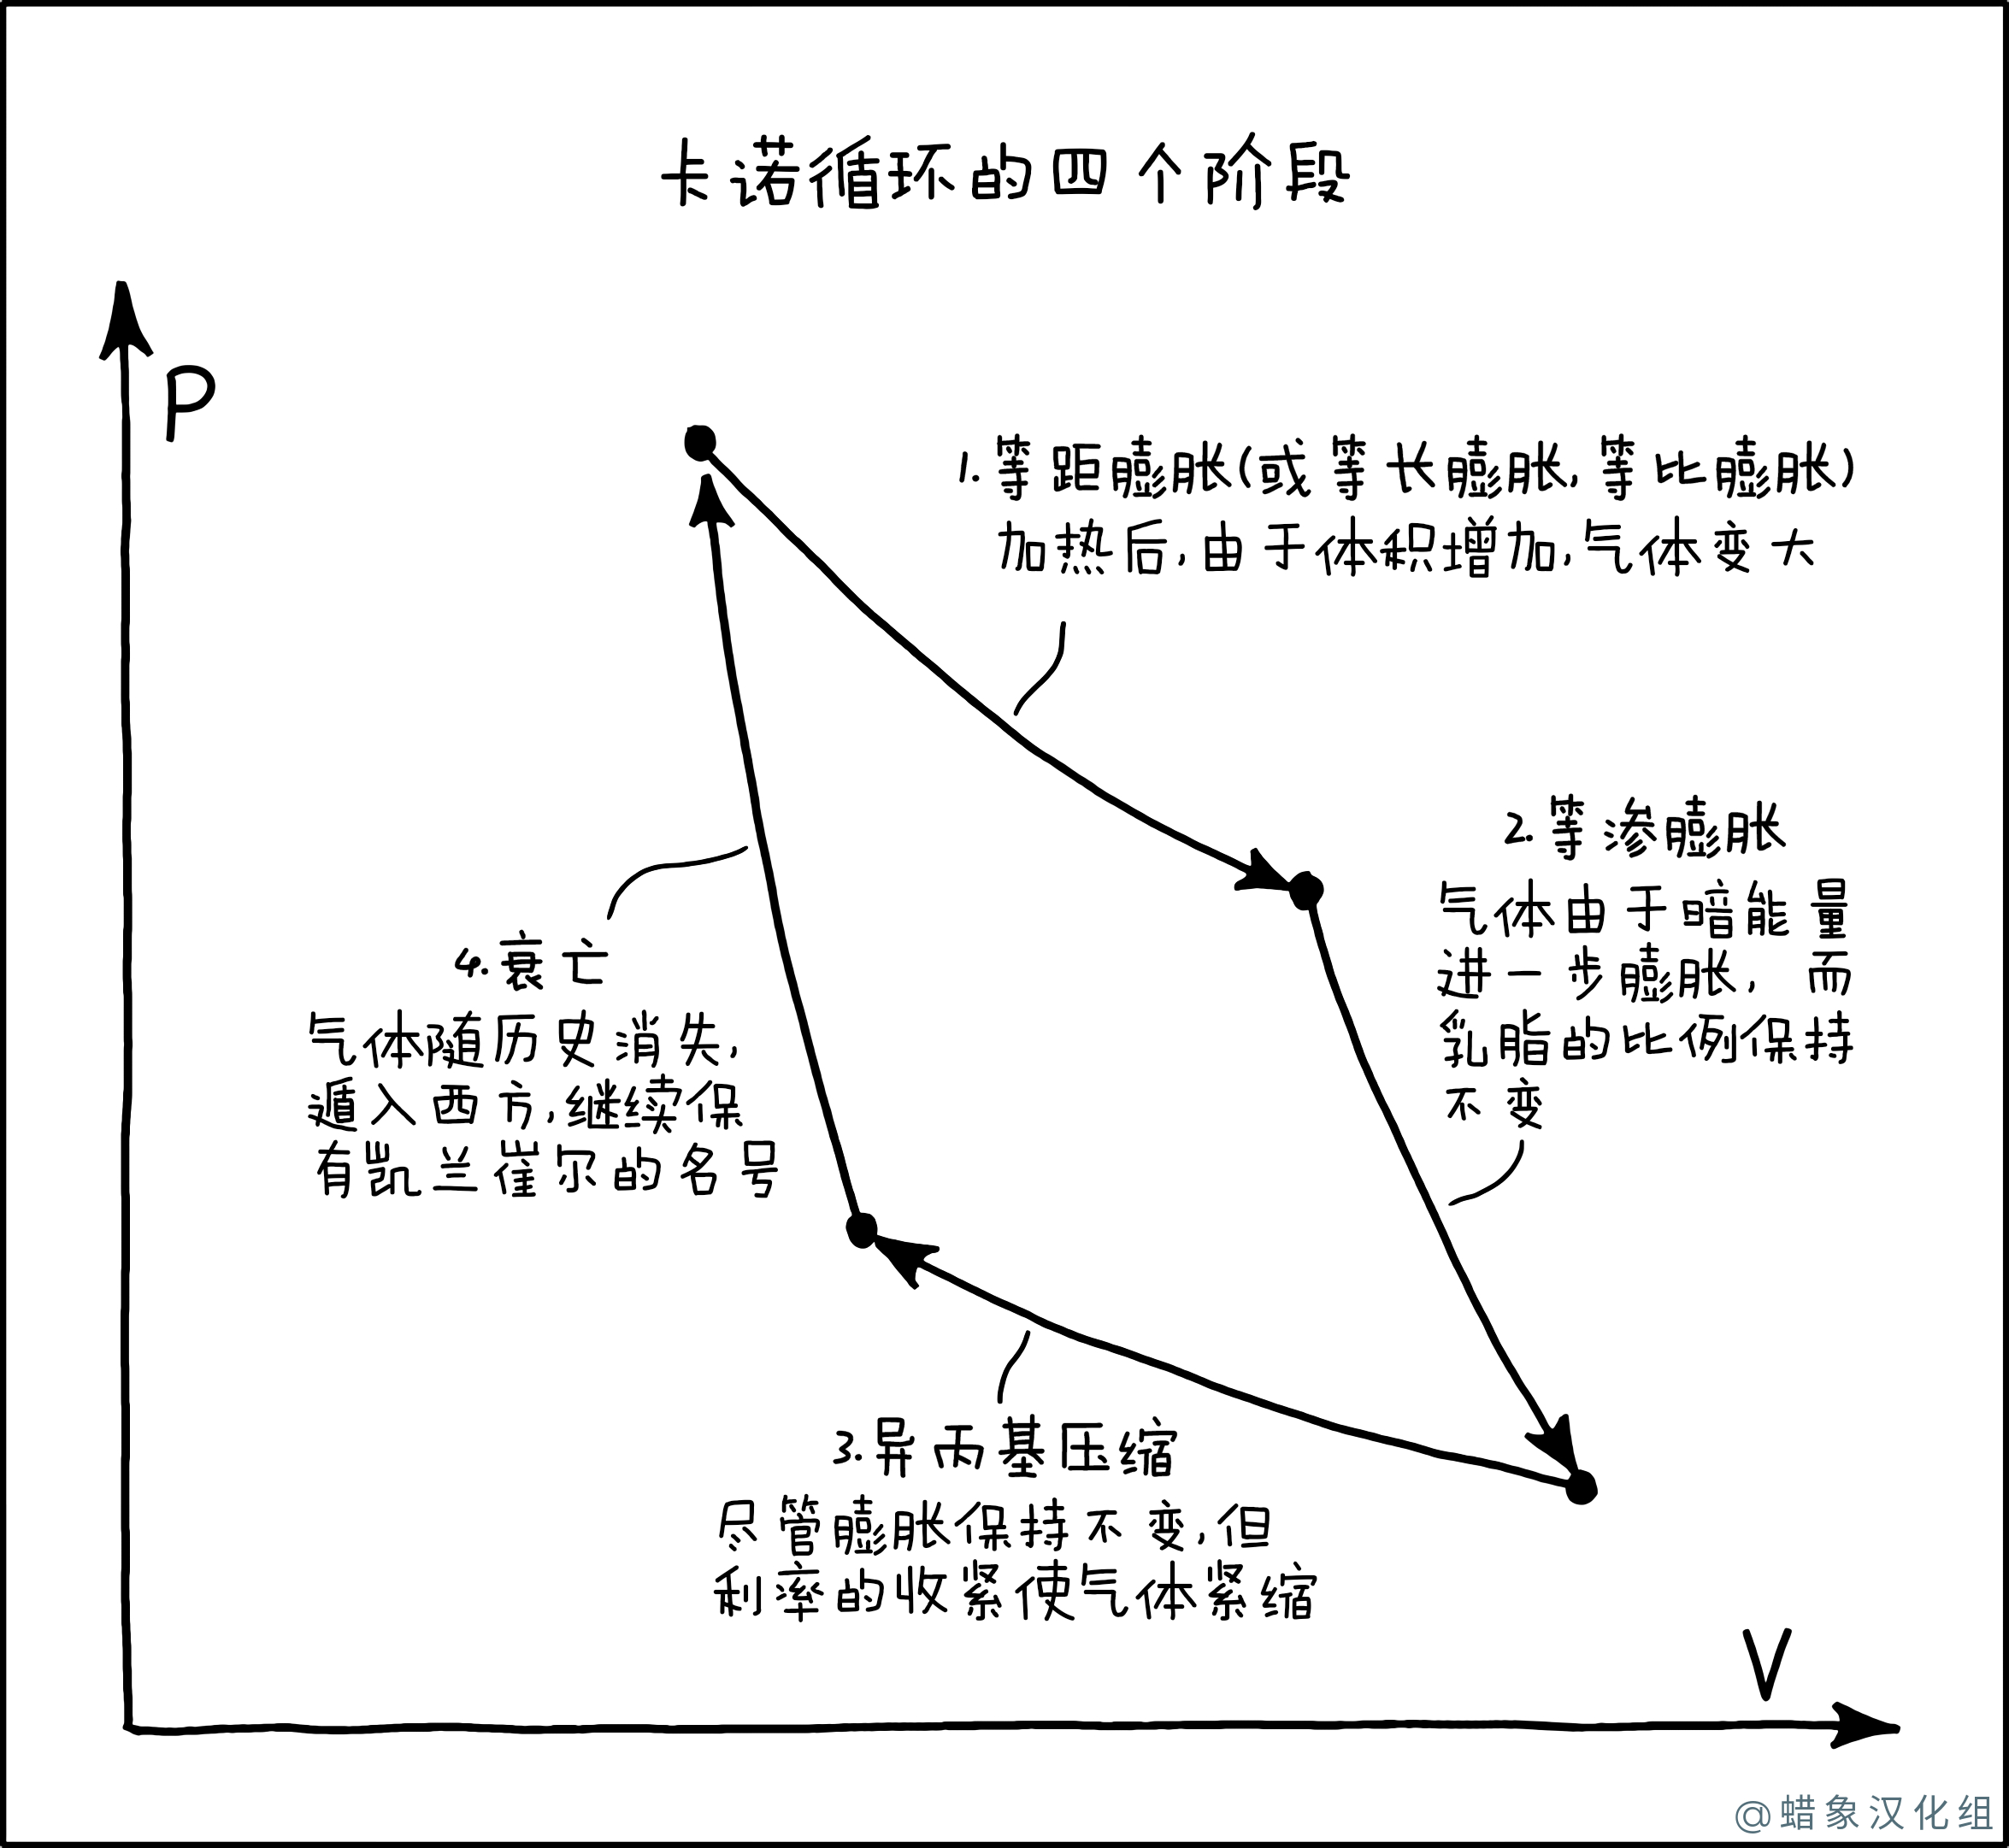 卡诺循环的四个阶段
P
1.等距膨胀(或等长膨胀,等比膨胀)
加热后,由于体积增加,气体变大
2.等渗膨胀
气体由于暗能量
进一步膨胀,而
乳脂的比例保持
不变
4.衰亡
气体随历史消失,
遁入西方,继续保
有凯兰崔尔的名号
3.异丙基压缩
尽管膨胀保持不变,但
利率的收紧使气体紧缩
V
@蜡象汉化组